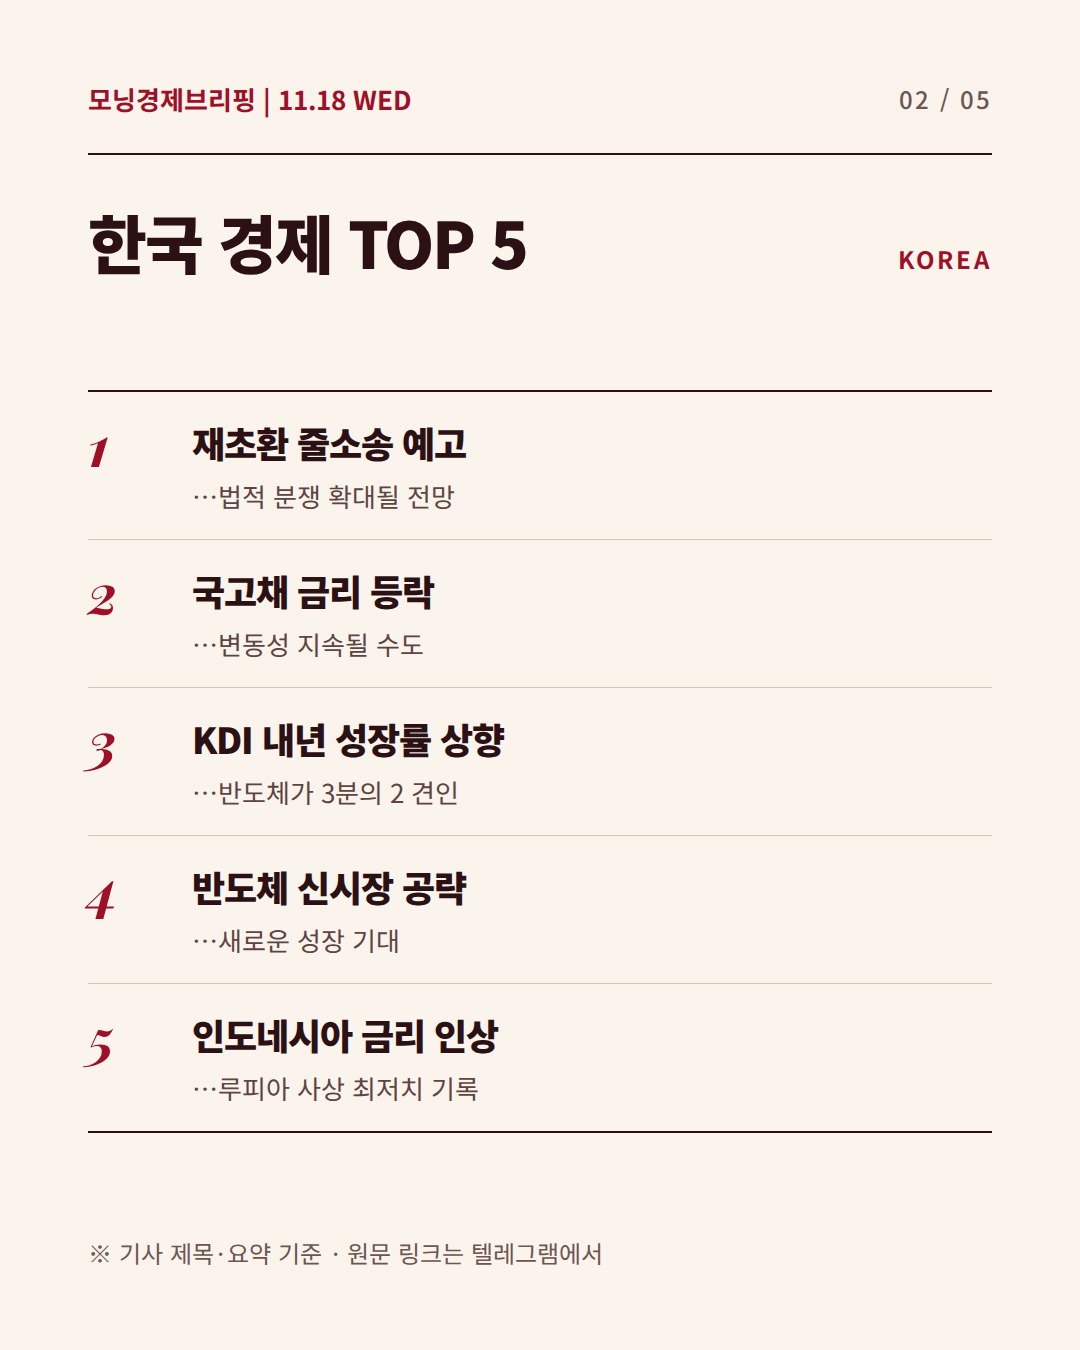 모닝경제브리핑 | 11.18 WED
02 / 05
한국 경제 TOP 5
KOREA
1
재초환 줄소송 예고
…법적 분쟁 확대될 전망
2
국고채 금리 등락
…변동성 지속될 수도
3
KDI 내년 성장률 상향
…반도체가 3분의 2 견인
4
반도체 신시장 공략
…새로운 성장 기대
5
인도네시아 금리 인상
…루피아 사상 최저치 기록
※ 기사 제목·요약 기준 · 원문 링크는 텔레그램에서